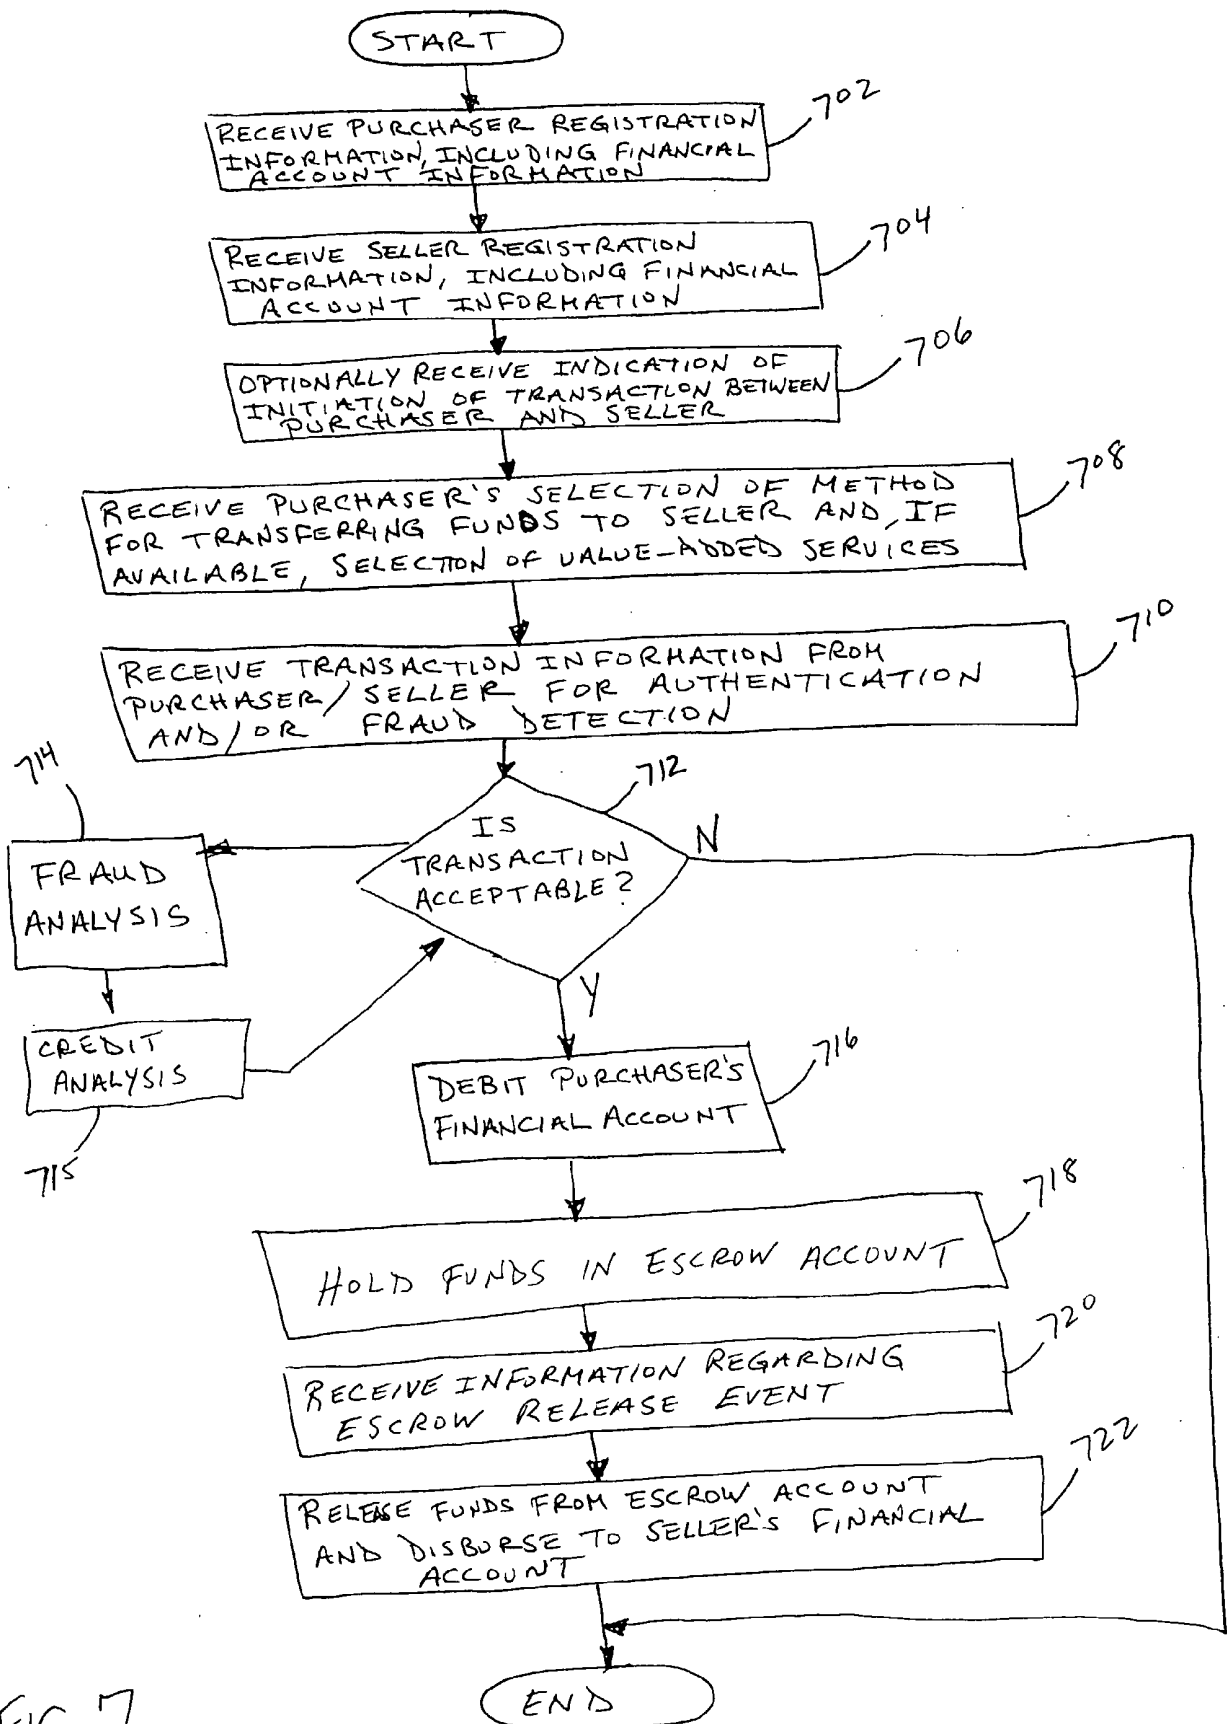 START
702
RECEIVE PURCHASER REGISTRATION
INFORMATION, INCLUDING FINANCIAL
ACCOUNT INFORMATION
704
RECEIVE SELLER REGISTRATION
INFORMATION, INCLUDING FINANCIAL
ACCOUNT INFORMATION
706
OPTIONALLY RECEIVE INDICATION OF
INITIATION OF TRANSACTION BETWEEN
PURCHASER AND SELLER
708
RECEIVE PURCHASER'S SELECTION OF METHOD
FOR TRANSFERRING FUNDS TO SELLER AND, IF
AVAILABLE, SELECTION OF VALUE-ADDED SERVICES
710
RECEIVE TRANSACTION INFORMATION FROM
PURCHASER/SELLER FOR AUTHENTICATION
AND/OR FRAUD DETECTION
712
IS
TRANSACTION
ACCEPTABLE?
N
Y
714
FRAUD
ANALYSIS
CREDIT
ANALYSIS
715
716
DEBIT PURCHASER'S
FINANCIAL ACCOUNT
718
HOLD FUNDS IN ESCROW ACCOUNT
720
RECEIVE INFORMATION REGARDING
ESCROW RELEASE EVENT
722
RELEASE FUNDS FROM ESCROW ACCOUNT
AND DISBURSE TO SELLER'S FINANCIAL
ACCOUNT
END
FIG 7